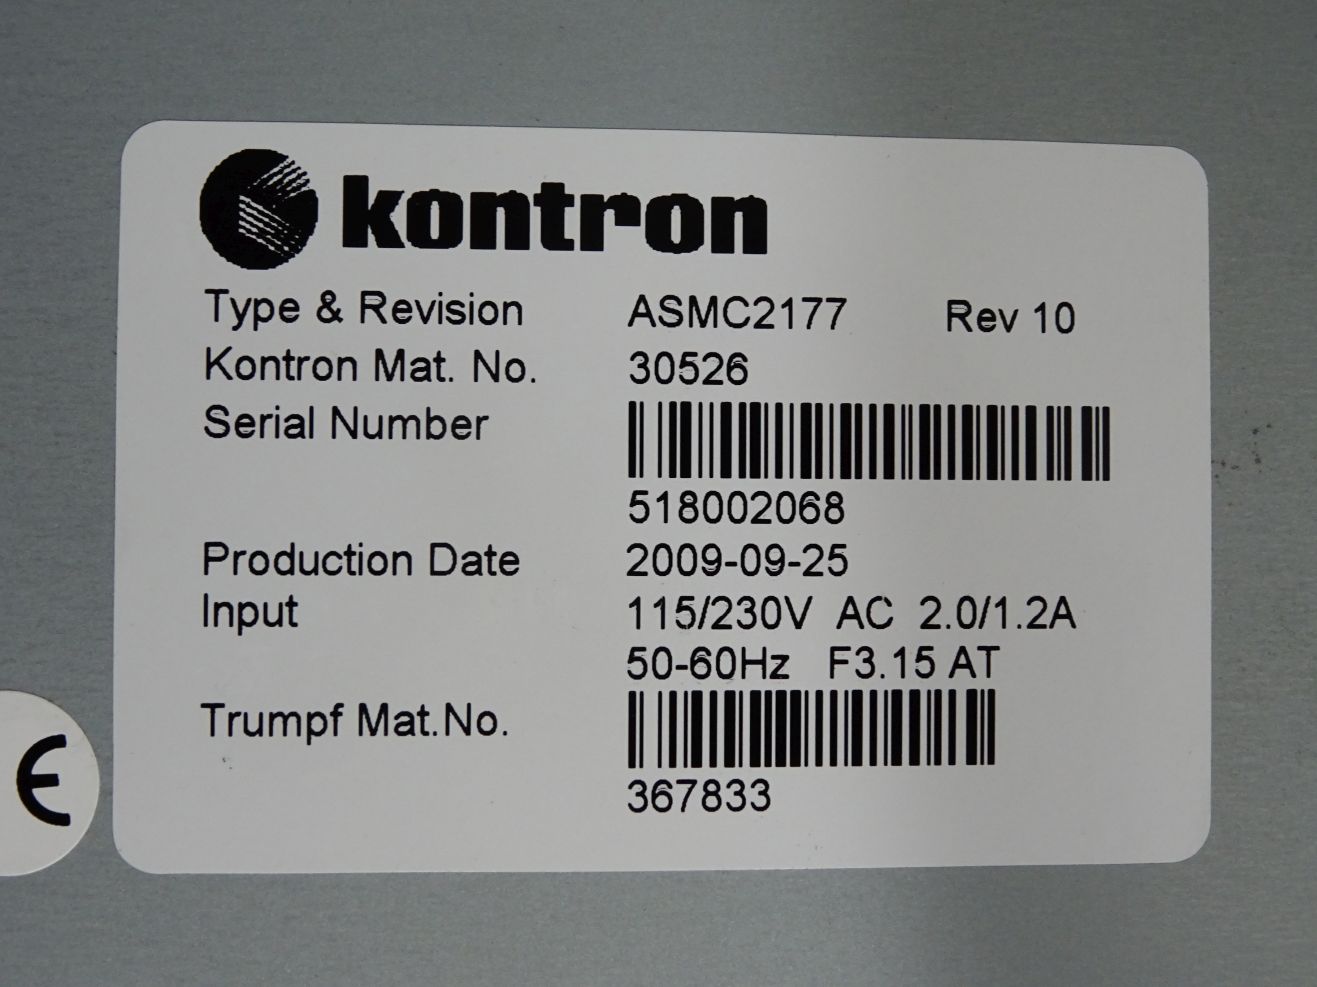 kontron
Type & Revision ASMC2177 Rev 10
Kontron Mat. No. 30526
Serial Number
518002068
Production Date 2009-09-25
Input 115/230V AC 2.0/1.2A
50-60Hz F3.15 AT
Trumpf Mat.No.
367833
CE